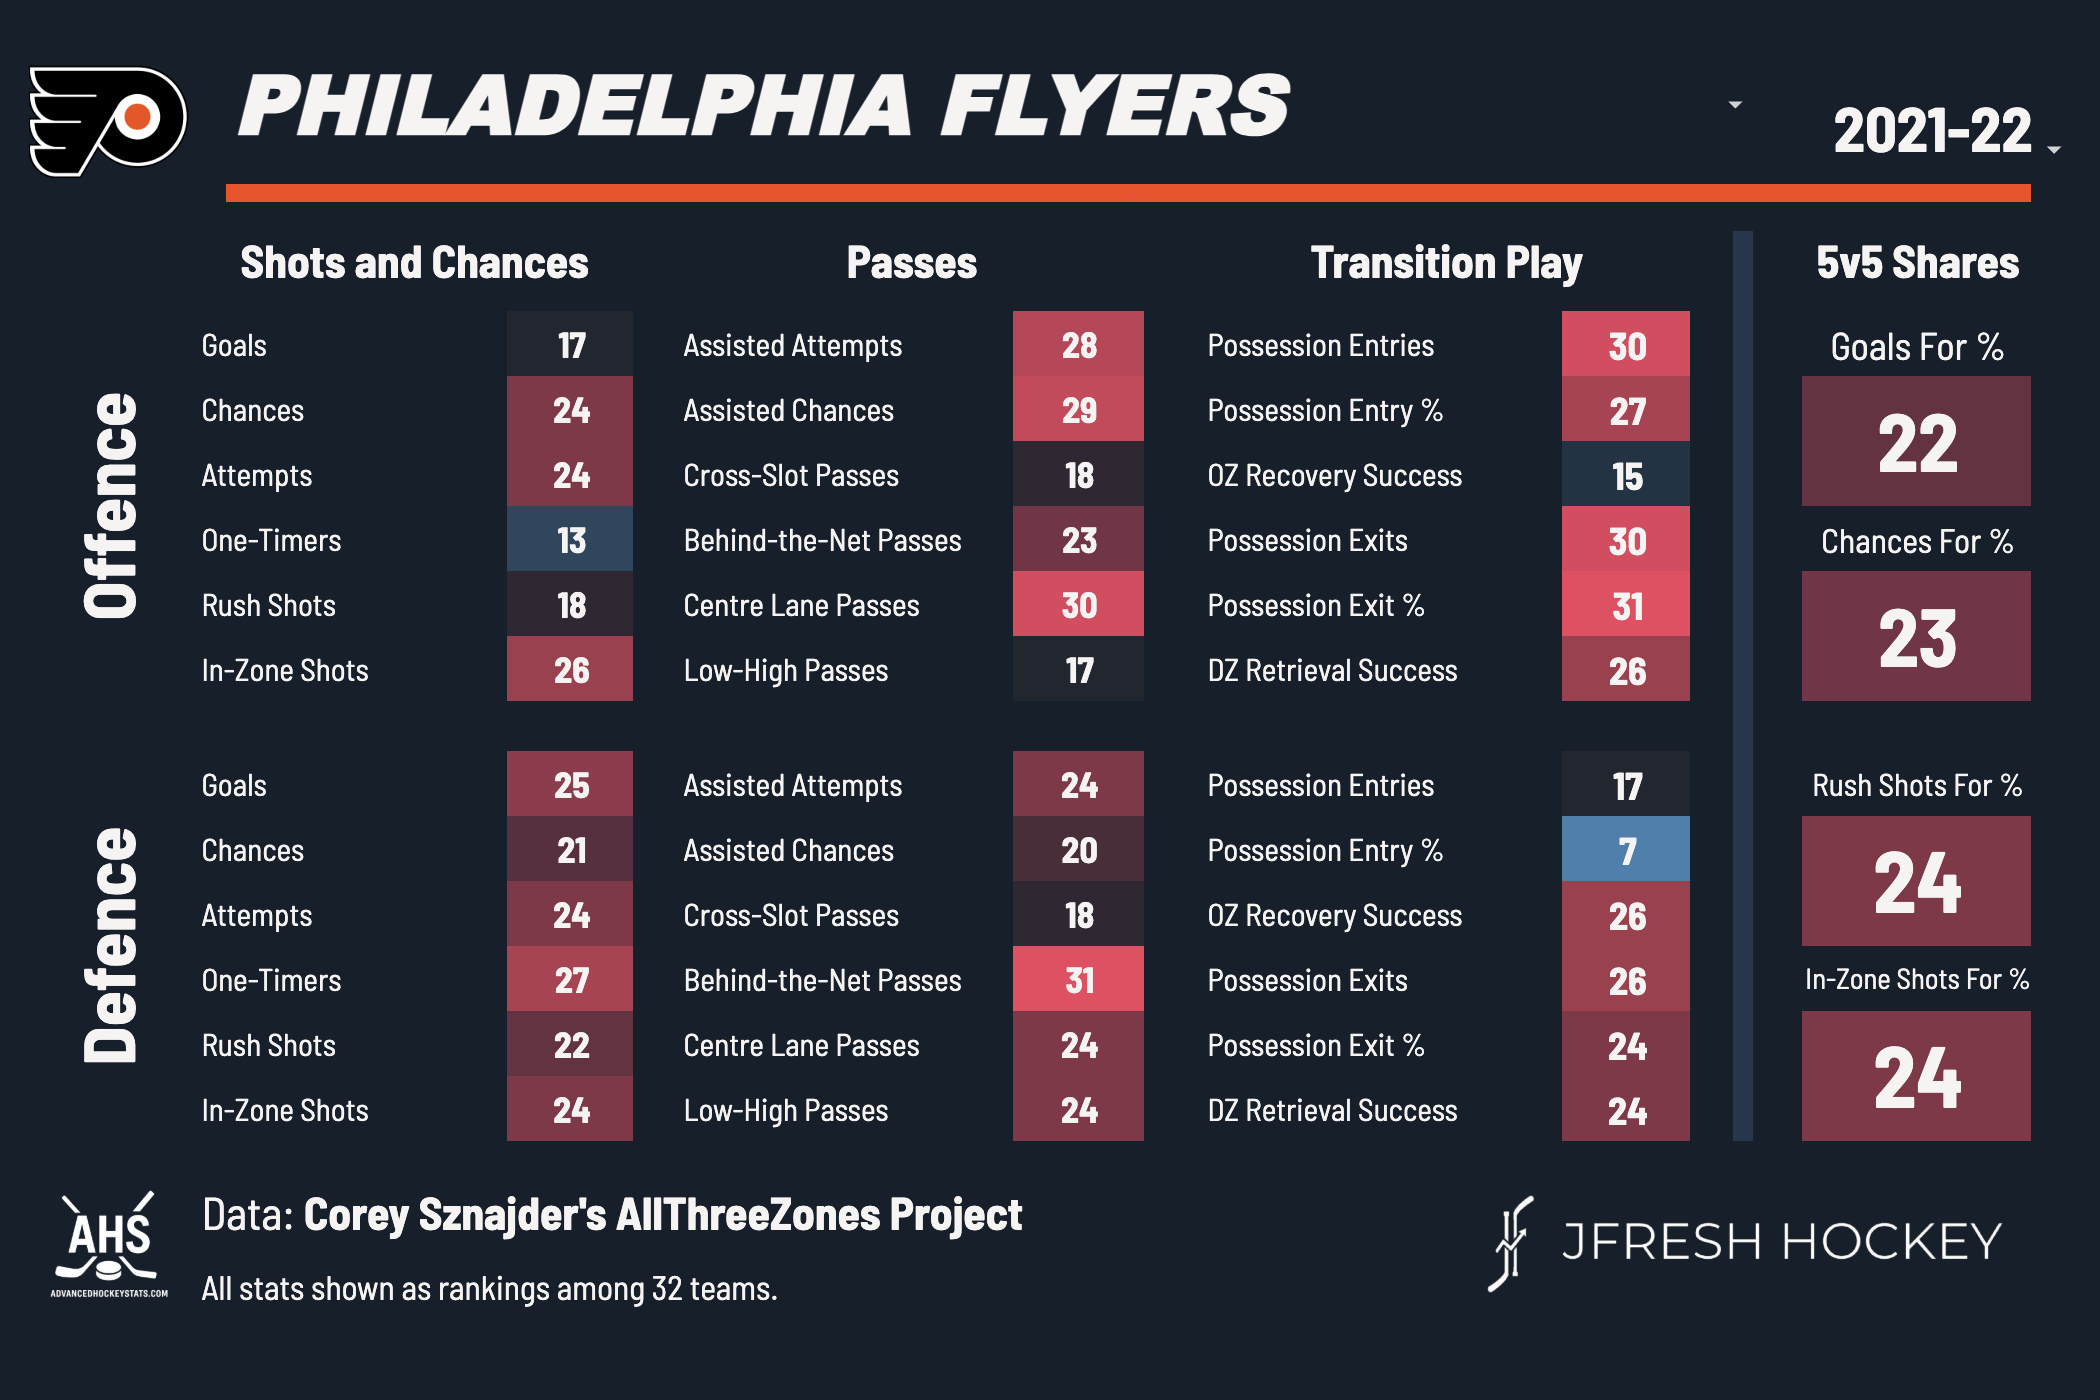 PHILADELPHIA FLYERS
2021-22
Shots and Chances Passes Transition Play 5v5 Shares
Offence
Goals 17 Assisted Attempts 28 Possession Entries 30 Goals For %
Chances 24 Assisted Chances 29 Possession Entry % 27 22
Attempts 24 Cross-Slot Passes 18 OZ Recovery Success 15
One-Timers 13 Behind-the-Net Passes 23 Possession Exits 30 Chances For %
Rush Shots 18 Centre Lane Passes 30 Possession Exit % 31 23
In-Zone Shots 26 Low-High Passes 17 DZ Retrieval Success 26
Defence
Goals 25 Assisted Attempts 24 Possession Entries 17 Rush Shots For %
Chances 21 Assisted Chances 20 Possession Entry % 7 24
Attempts 24 Cross-Slot Passes 18 OZ Recovery Success 26
One-Timers 27 Behind-the-Net Passes 31 Possession Exits 26 In-Zone Shots For %
Rush Shots 22 Centre Lane Passes 24 Possession Exit % 24 24
In-Zone Shots 24 Low-High Passes 24 DZ Retrieval Success 24
AHS
ADVANCEDHOCKEYSTATS.COM
Data: Corey Sznajder's AllThreeZones Project
All stats shown as rankings among 32 teams.
JFRESH HOCKEY